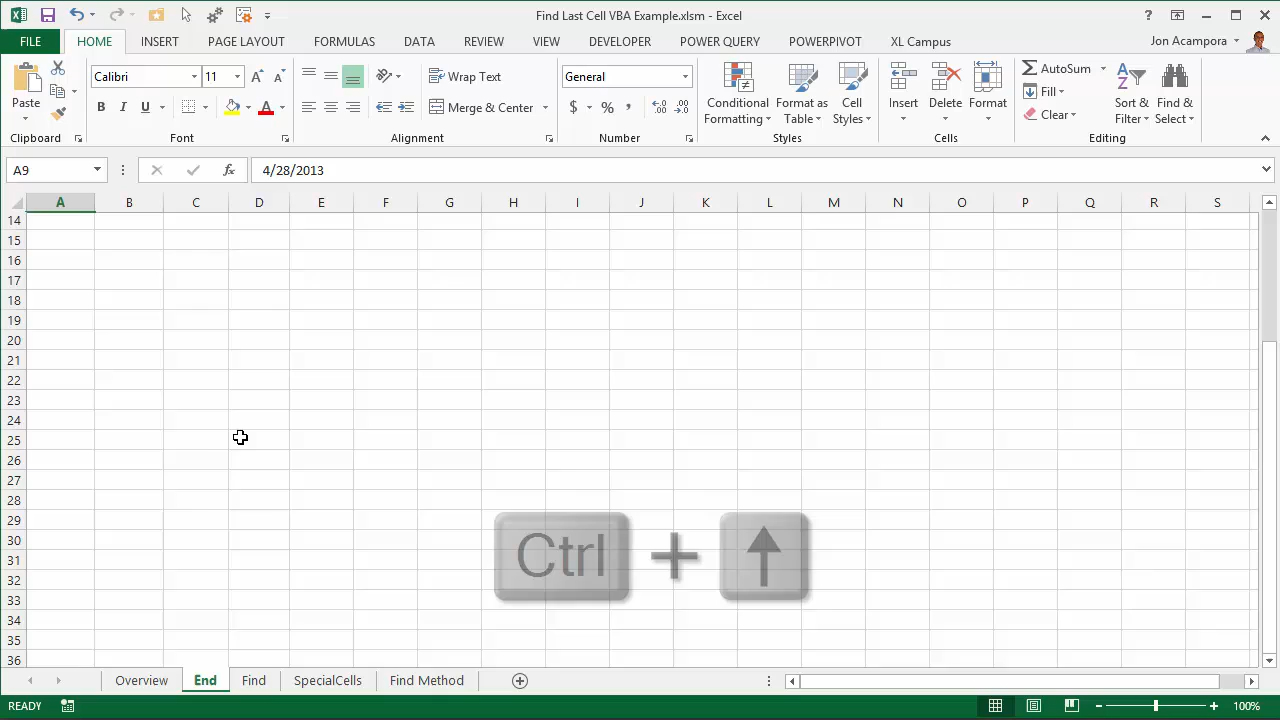 Find Last Cell VBA Example.xlsm - Excel
?
FILE HOME INSERT PAGE LAYOUT FORMULAS DATA REVIEW VIEW DEVELOPER POWERQUERY POWERPIVOT XL Campus Jon Acampora
Paste
Calibri 11 A A
B I U A
Wrap Text
Merge & Center
General
$ % ,
Conditional Formatting
Format as Table
Cell Styles
Insert Delete Format
AutoSum
Fill
Clear
Sort & Filter
Find & Select
Clipboard Font Alignment Number Styles Cells Editing
A9 fx 4/28/2013
A B C D E F G H I J K L M N O P Q R S
14
15
16
17
18
19
20
21
22
23
24
25
26
27
28
29
30
31
32
33
34
35
36
Ctrl + ↑
Overview End Find SpecialCells Find Method
READY 100%